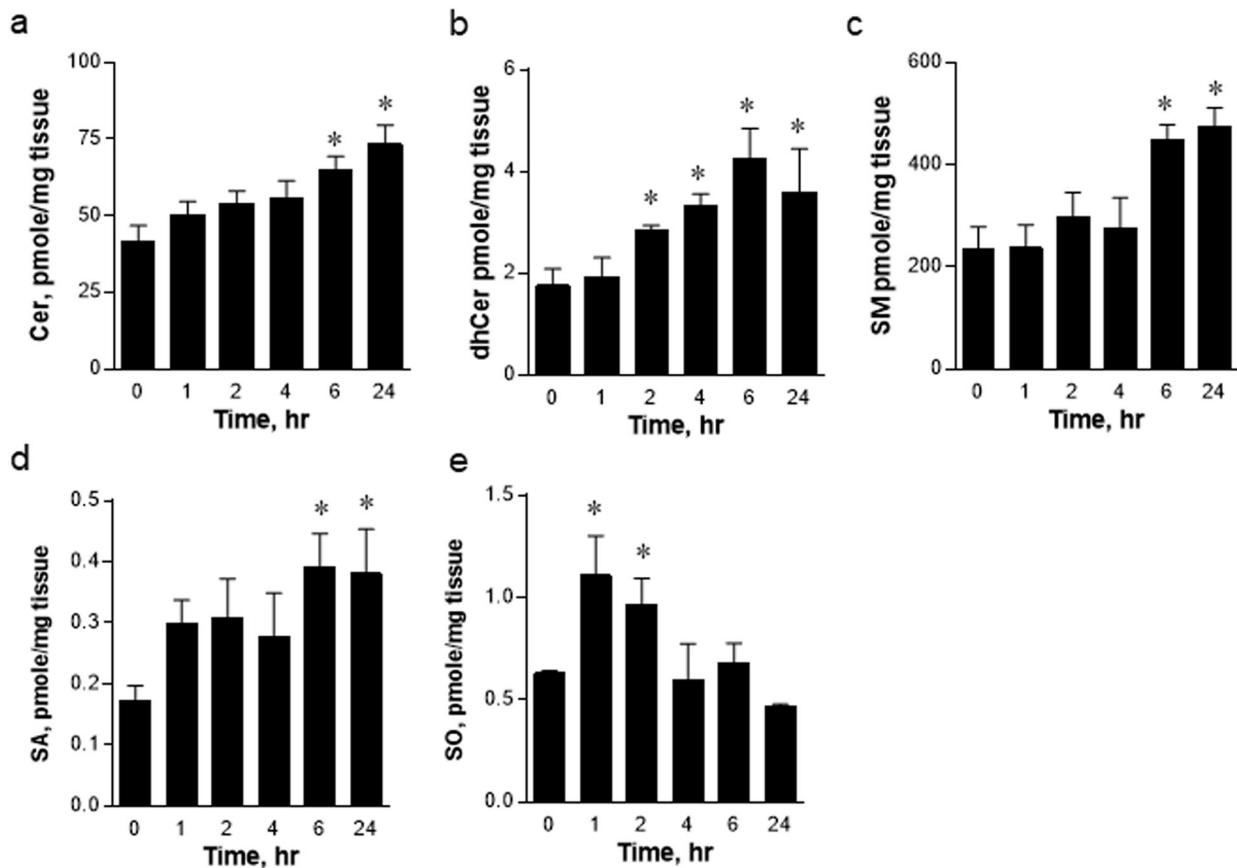 a
Cer, pmole/mg tissue
100
75
50
25
0
*
*
0 1 2 4 6 24
Time, hr
b
dhCer pmole/mg tissue
6
4
2
0
*
*
*
*
0 1 2 4 6 24
Time, hr
c
SM pmole/mg tissue
600
400
200
0
*
*
0 1 2 4 6 24
Time, hr
d
SA, pmole/mg tissue
0.5
0.4
0.3
0.2
0.1
0.0
*
*
0 1 2 4 6 24
Time, hr
e
SO, pmole/mg tissue
1.5
1.0
0.5
0.0
*
*
0 1 2 4 6 24
Time, hr